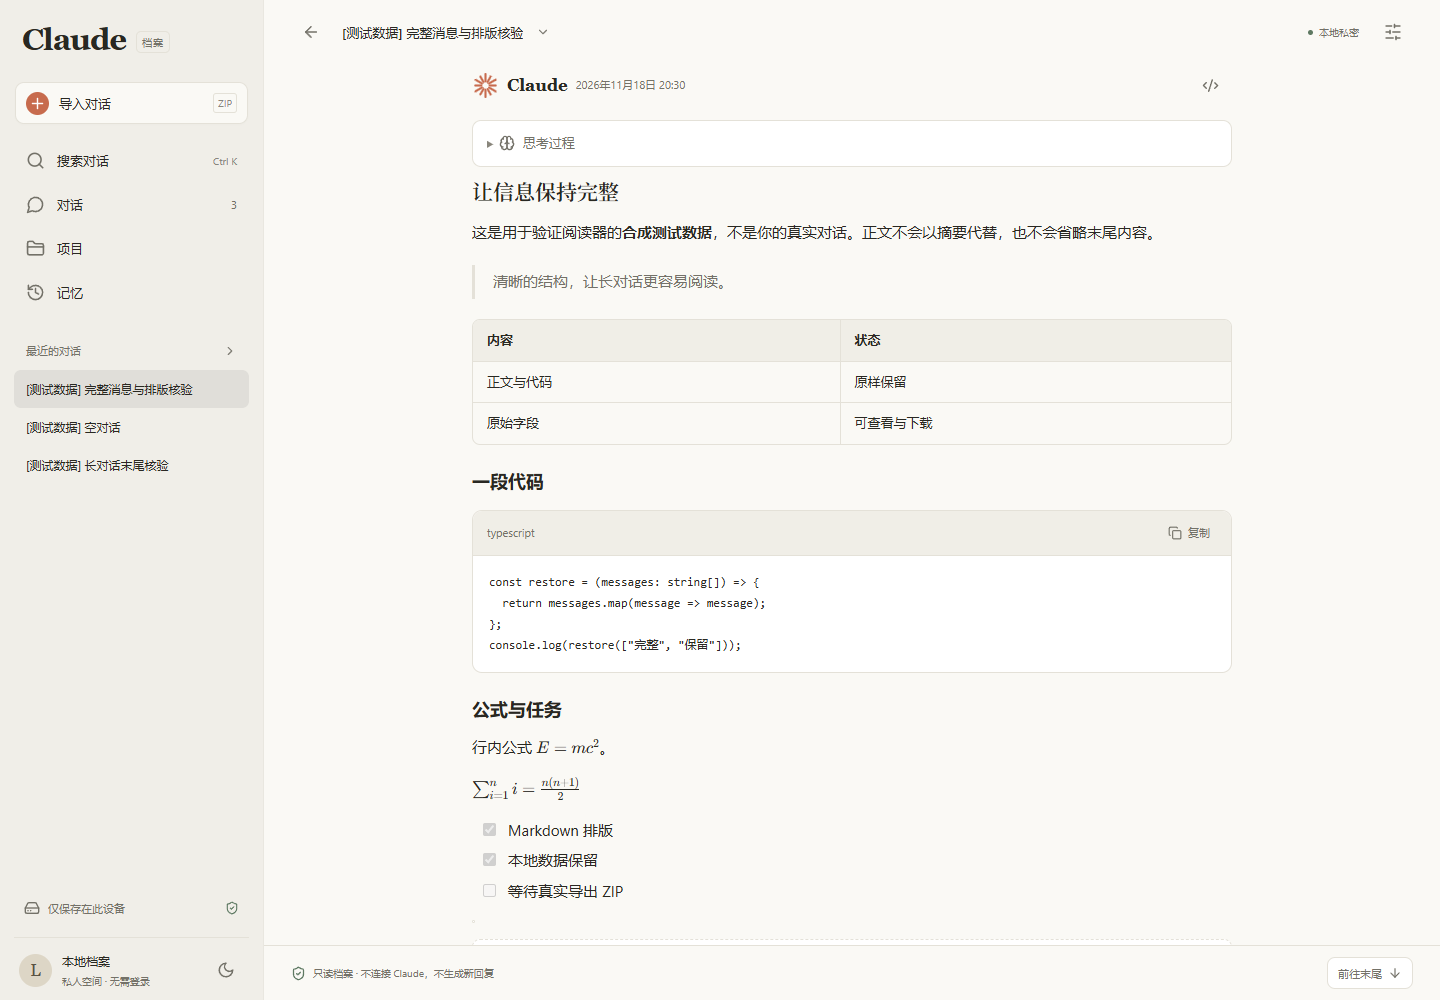 Claude 档案
导入对话 ZIP
搜索对话 Ctrl K
对话 3
项目
记忆
最近的对话
[测试数据] 完整消息与排版核验
[测试数据] 空对话
[测试数据] 长对话末尾核验
仅保存在此设备
L 本地档案
私人空间 · 无需登录
[测试数据] 完整消息与排版核验
本地私密
Claude 2026年11月18日 20:30
思考过程
让信息保持完整
这是用于验证阅读器的合成测试数据，不是你的真实对话。正文不会以摘要代替，也不会省略末尾内容。
清晰的结构，让长对话更容易阅读。
内容 状态
正文与代码 原样保留
原始字段 可查看与下载
一段代码
typescript 复制
const restore = (messages: string[]) => {
  return messages.map(message => message);
};
console.log(restore(["完整", "保留"]));
公式与任务
行内公式 E = mc²。
∑_{i=1}^{n} i = n(n+1)/2
Markdown 排版
本地数据保留
等待真实导出 ZIP
只读档案 · 不连接 Claude，不生成新回复
前往末尾